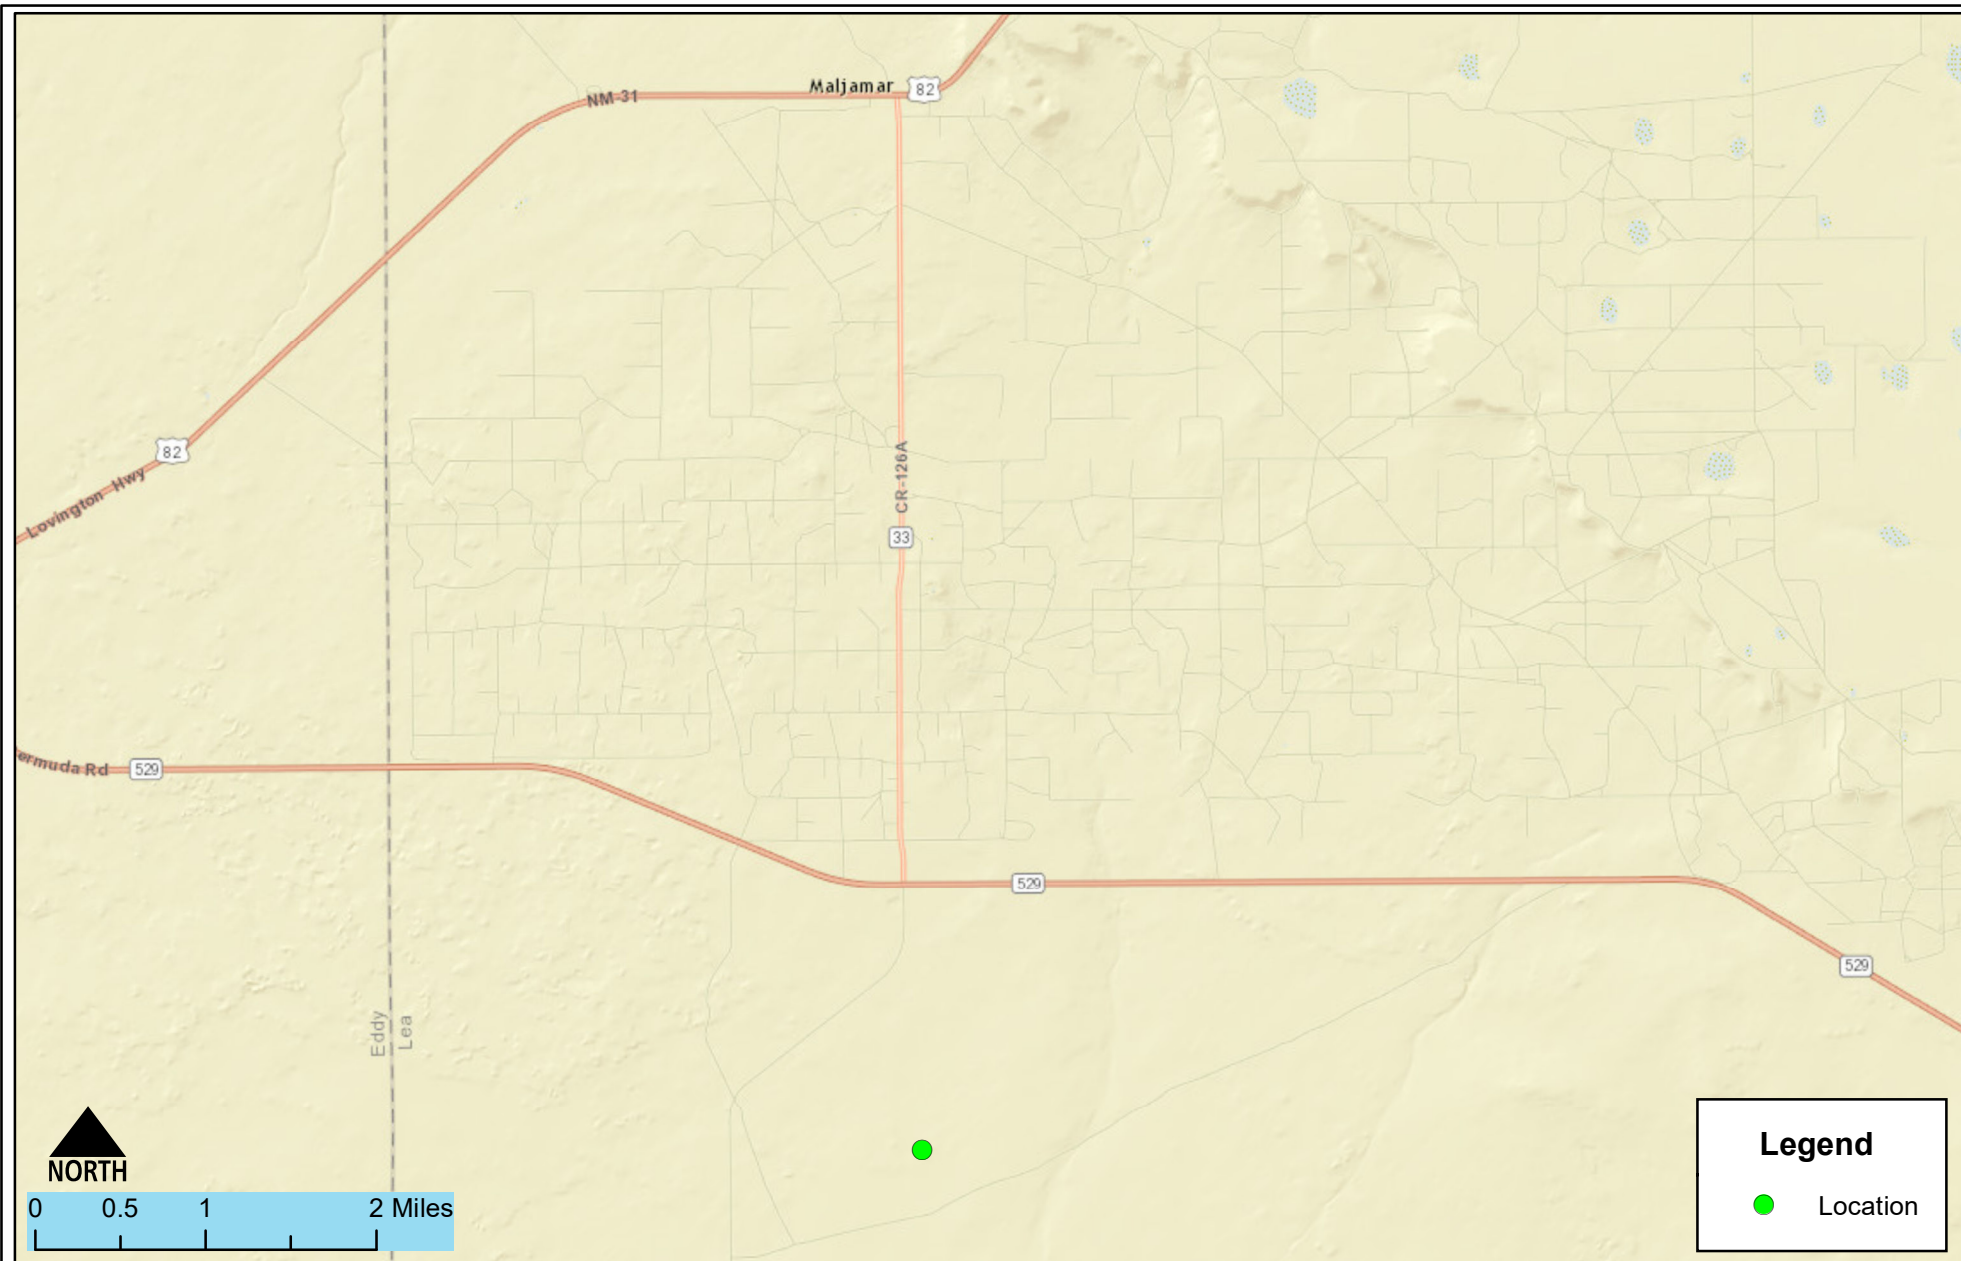 Maljamar
82
NM-31
CR-126A
82
Lovington Hwy
33
ermuda Rd
529
529
529
Eddy
Lea
NORTH
0 0.5 1 2 Miles
Legend
Location